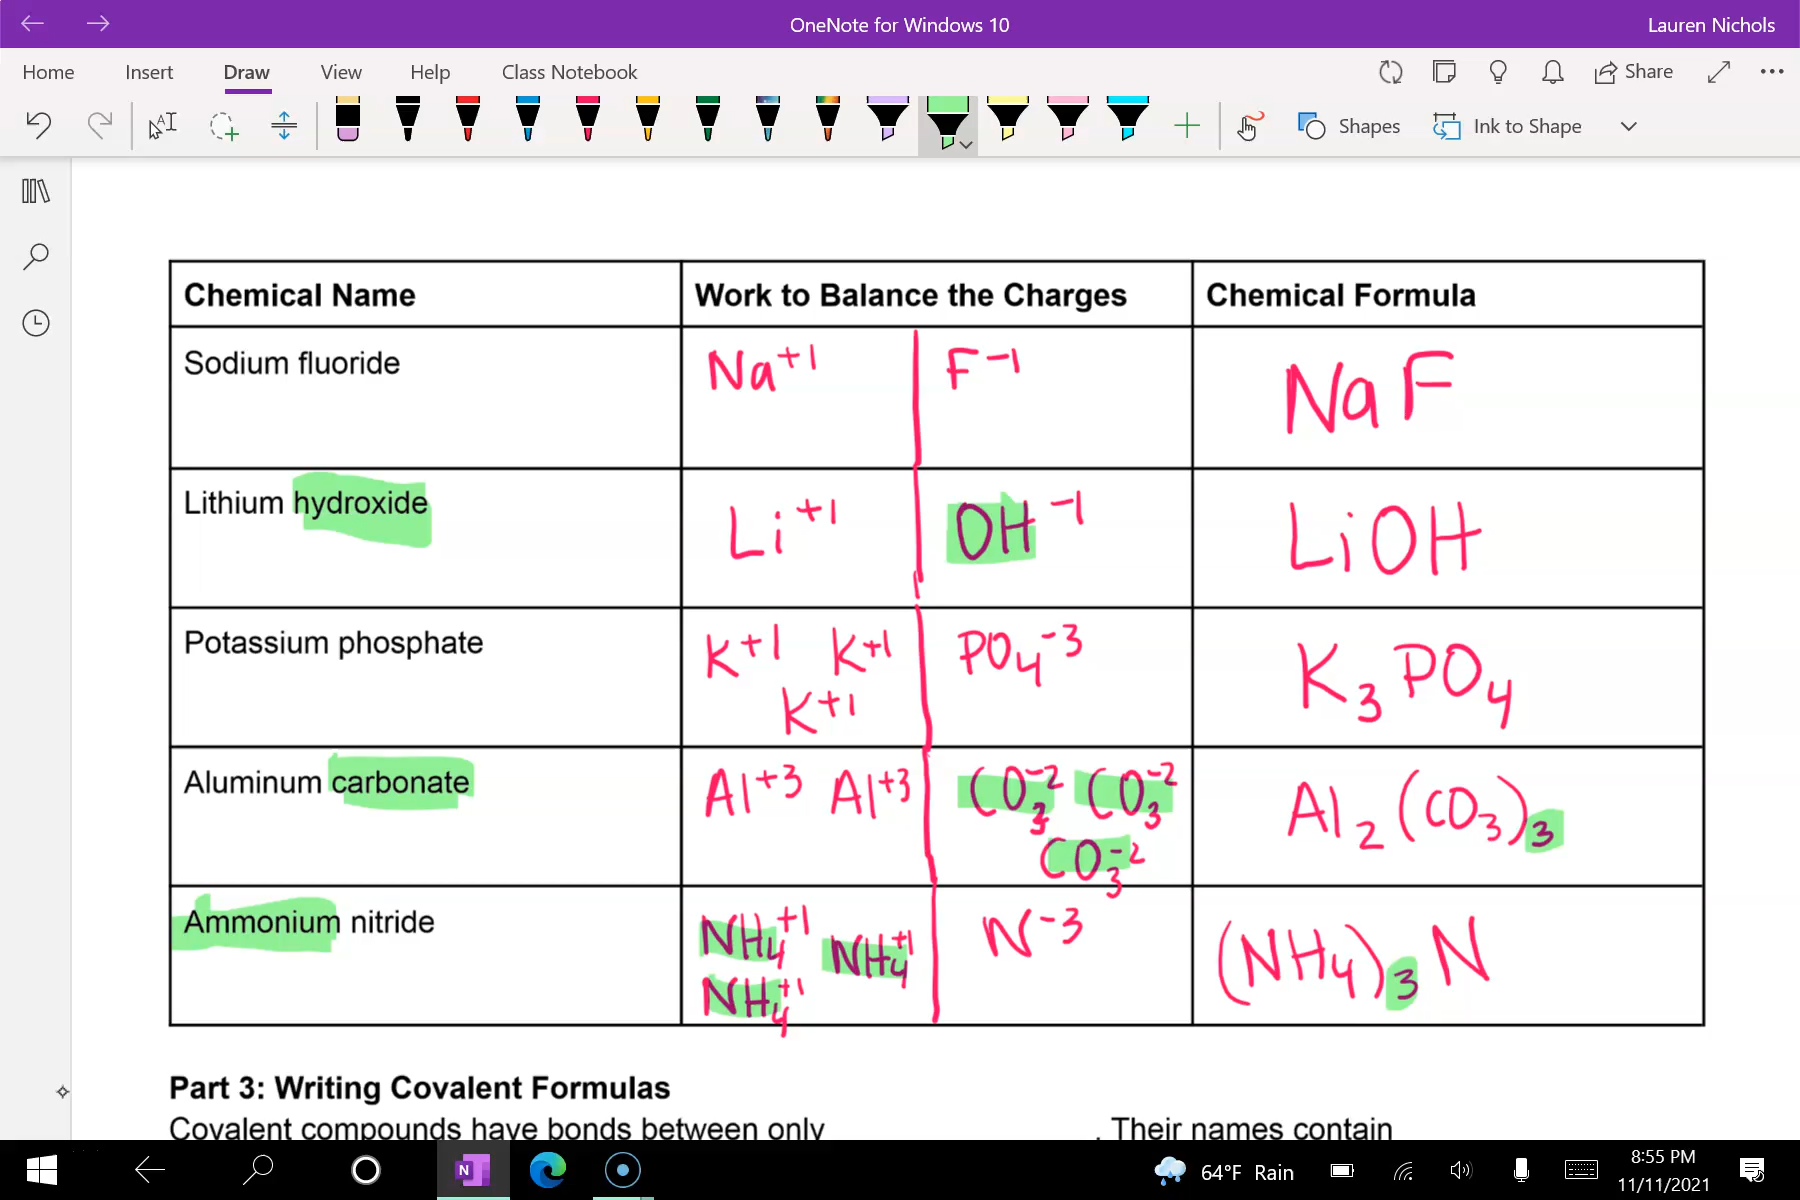 OneNote for Windows 10
Lauren Nichols
Home Insert Draw View Help Class Notebook Share
Shapes Ink to Shape
Chemical Name Work to Balance the Charges Chemical Formula
Sodium fluoride Na+1 F-1 NaF
Lithium hydroxide Li+1 OH-1 LiOH
Potassium phosphate K+1 K+1 PO4-3 K3PO4
K+1
Aluminum carbonate Al+3 Al+3 CO3-2 CO3-2 Al2(CO3)3
CO3-2
Ammonium nitride NH4+1 NH4+1 N-3 (NH4)3N
NH4+1
Part 3: Writing Covalent Formulas
Covalent compounds have bonds between only . Their names contain
64°F Rain
8:55 PM
11/11/2021